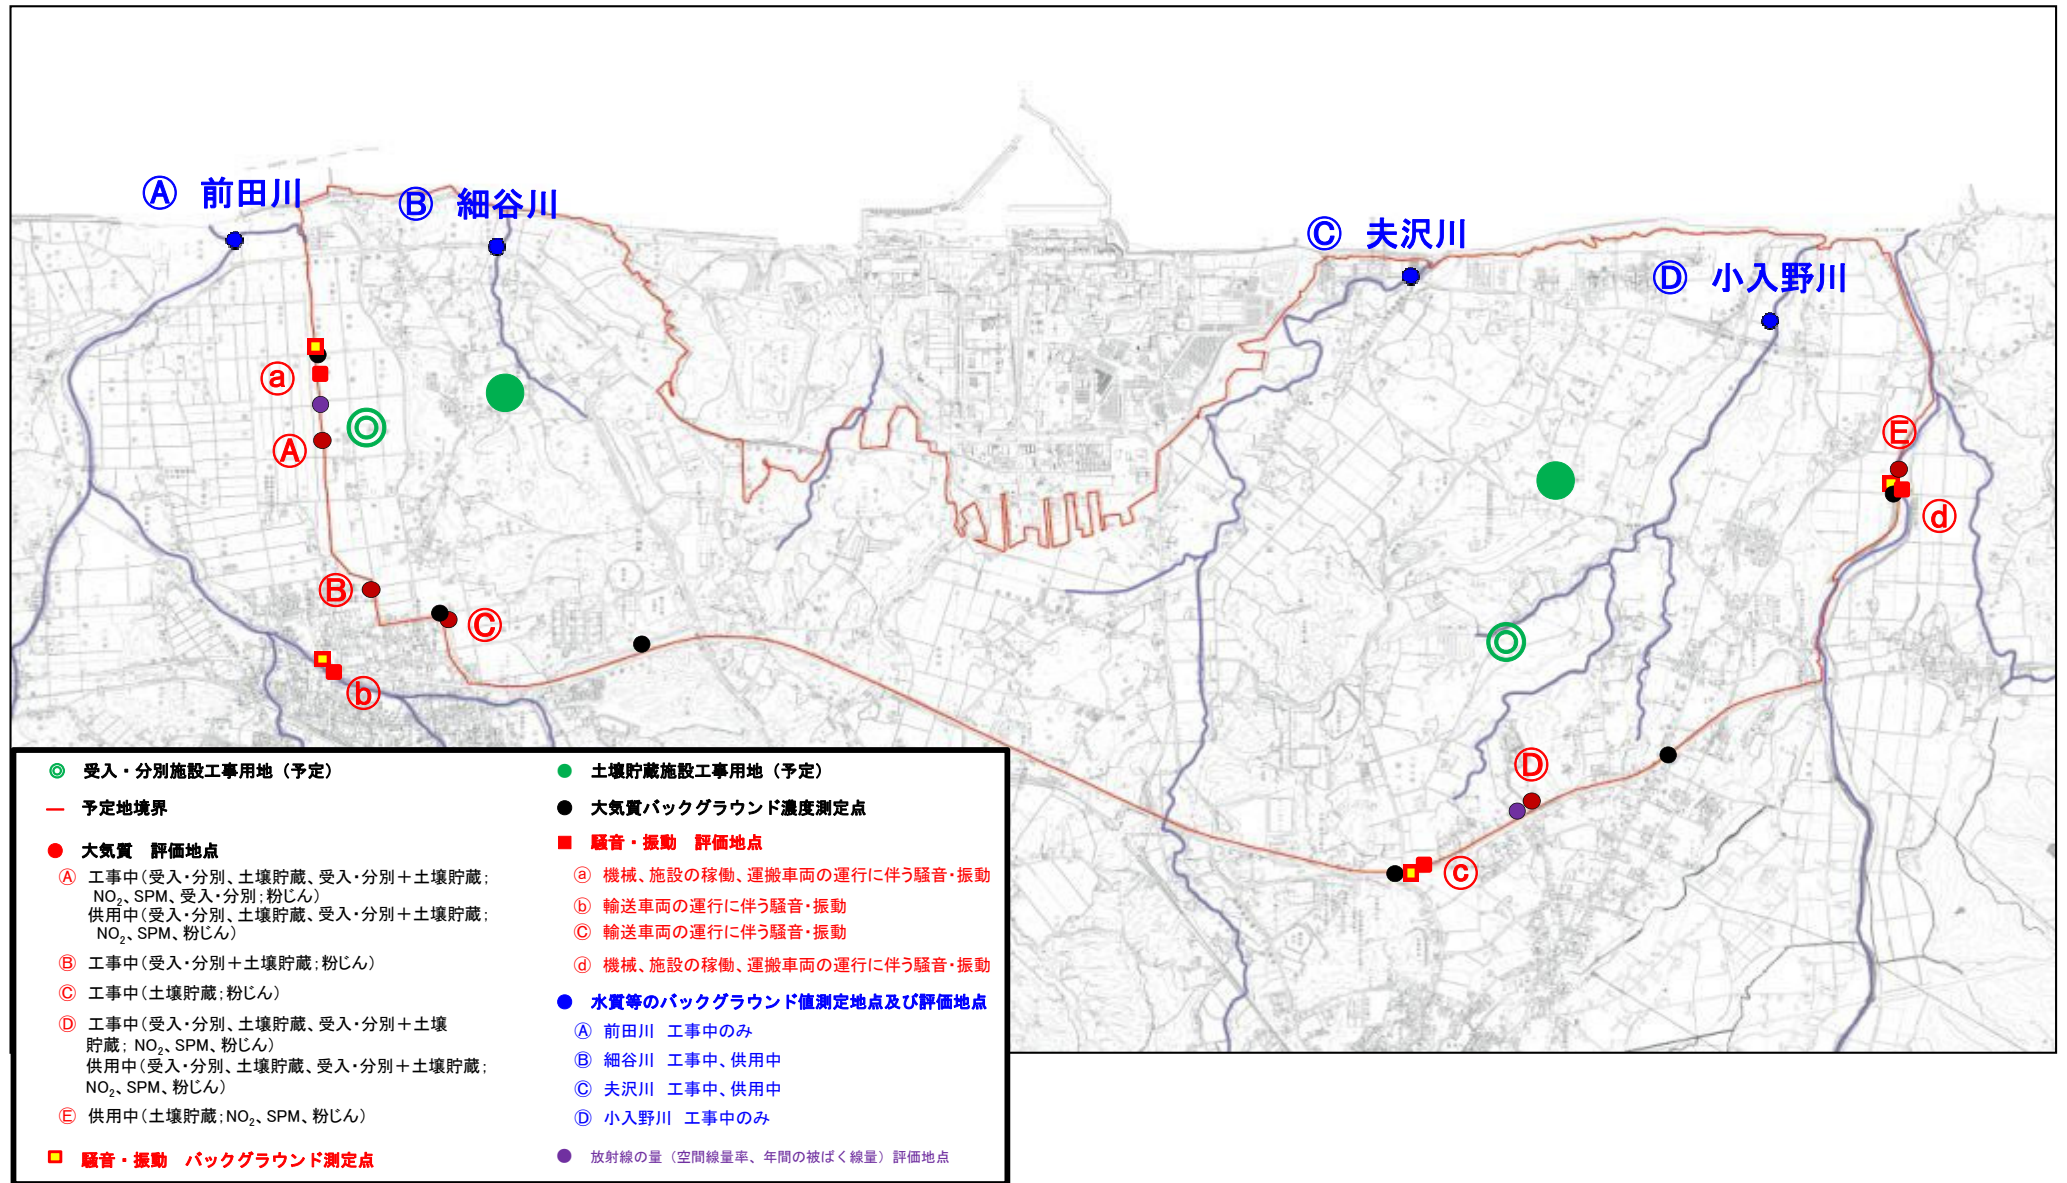 Ⓐ 前田川
Ⓑ 細谷川
Ⓒ 夫沢川
Ⓓ 小入野川
ⓐ
Ⓐ
Ⓔ
ⓓ
Ⓑ
Ⓒ
ⓑ
Ⓓ
ⓒ
受入・分別施設工事用地（予定）
予定地境界
大気質 評価地点
Ⓐ 工事中（受入・分別、土壌貯蔵、受入・分別＋土壌貯蔵；
NO₂、SPM、受入・分別；粉じん）
供用中（受入・分別、土壌貯蔵、受入・分別＋土壌貯蔵；
NO₂、SPM、粉じん）
Ⓑ 工事中（受入・分別＋土壌貯蔵；粉じん）
Ⓒ 工事中（土壌貯蔵；粉じん）
Ⓓ 工事中（受入・分別、土壌貯蔵、受入・分別＋土壌
貯蔵； NO₂、SPM、粉じん）
供用中（受入・分別、土壌貯蔵、受入・分別＋土壌貯蔵；
NO₂、SPM、粉じん）
Ⓔ 供用中（土壌貯蔵；NO₂、SPM、粉じん）
騒音・振動 バックグラウンド測定点
土壌貯蔵施設工事用地（予定）
大気質バックグラウンド濃度測定点
騒音・振動 評価地点
ⓐ 機械、施設の稼働、運搬車両の運行に伴う騒音・振動
ⓑ 輸送車両の運行に伴う騒音・振動
Ⓒ 輸送車両の運行に伴う騒音・振動
ⓓ 機械、施設の稼働、運搬車両の運行に伴う騒音・振動
水質等のバックグラウンド値測定地点及び評価地点
Ⓐ 前田川 工事中のみ
Ⓑ 細谷川 工事中、供用中
Ⓒ 夫沢川 工事中、供用中
Ⓓ 小入野川 工事中のみ
放射線の量（空間線量率、年間の被ばく線量）評価地点